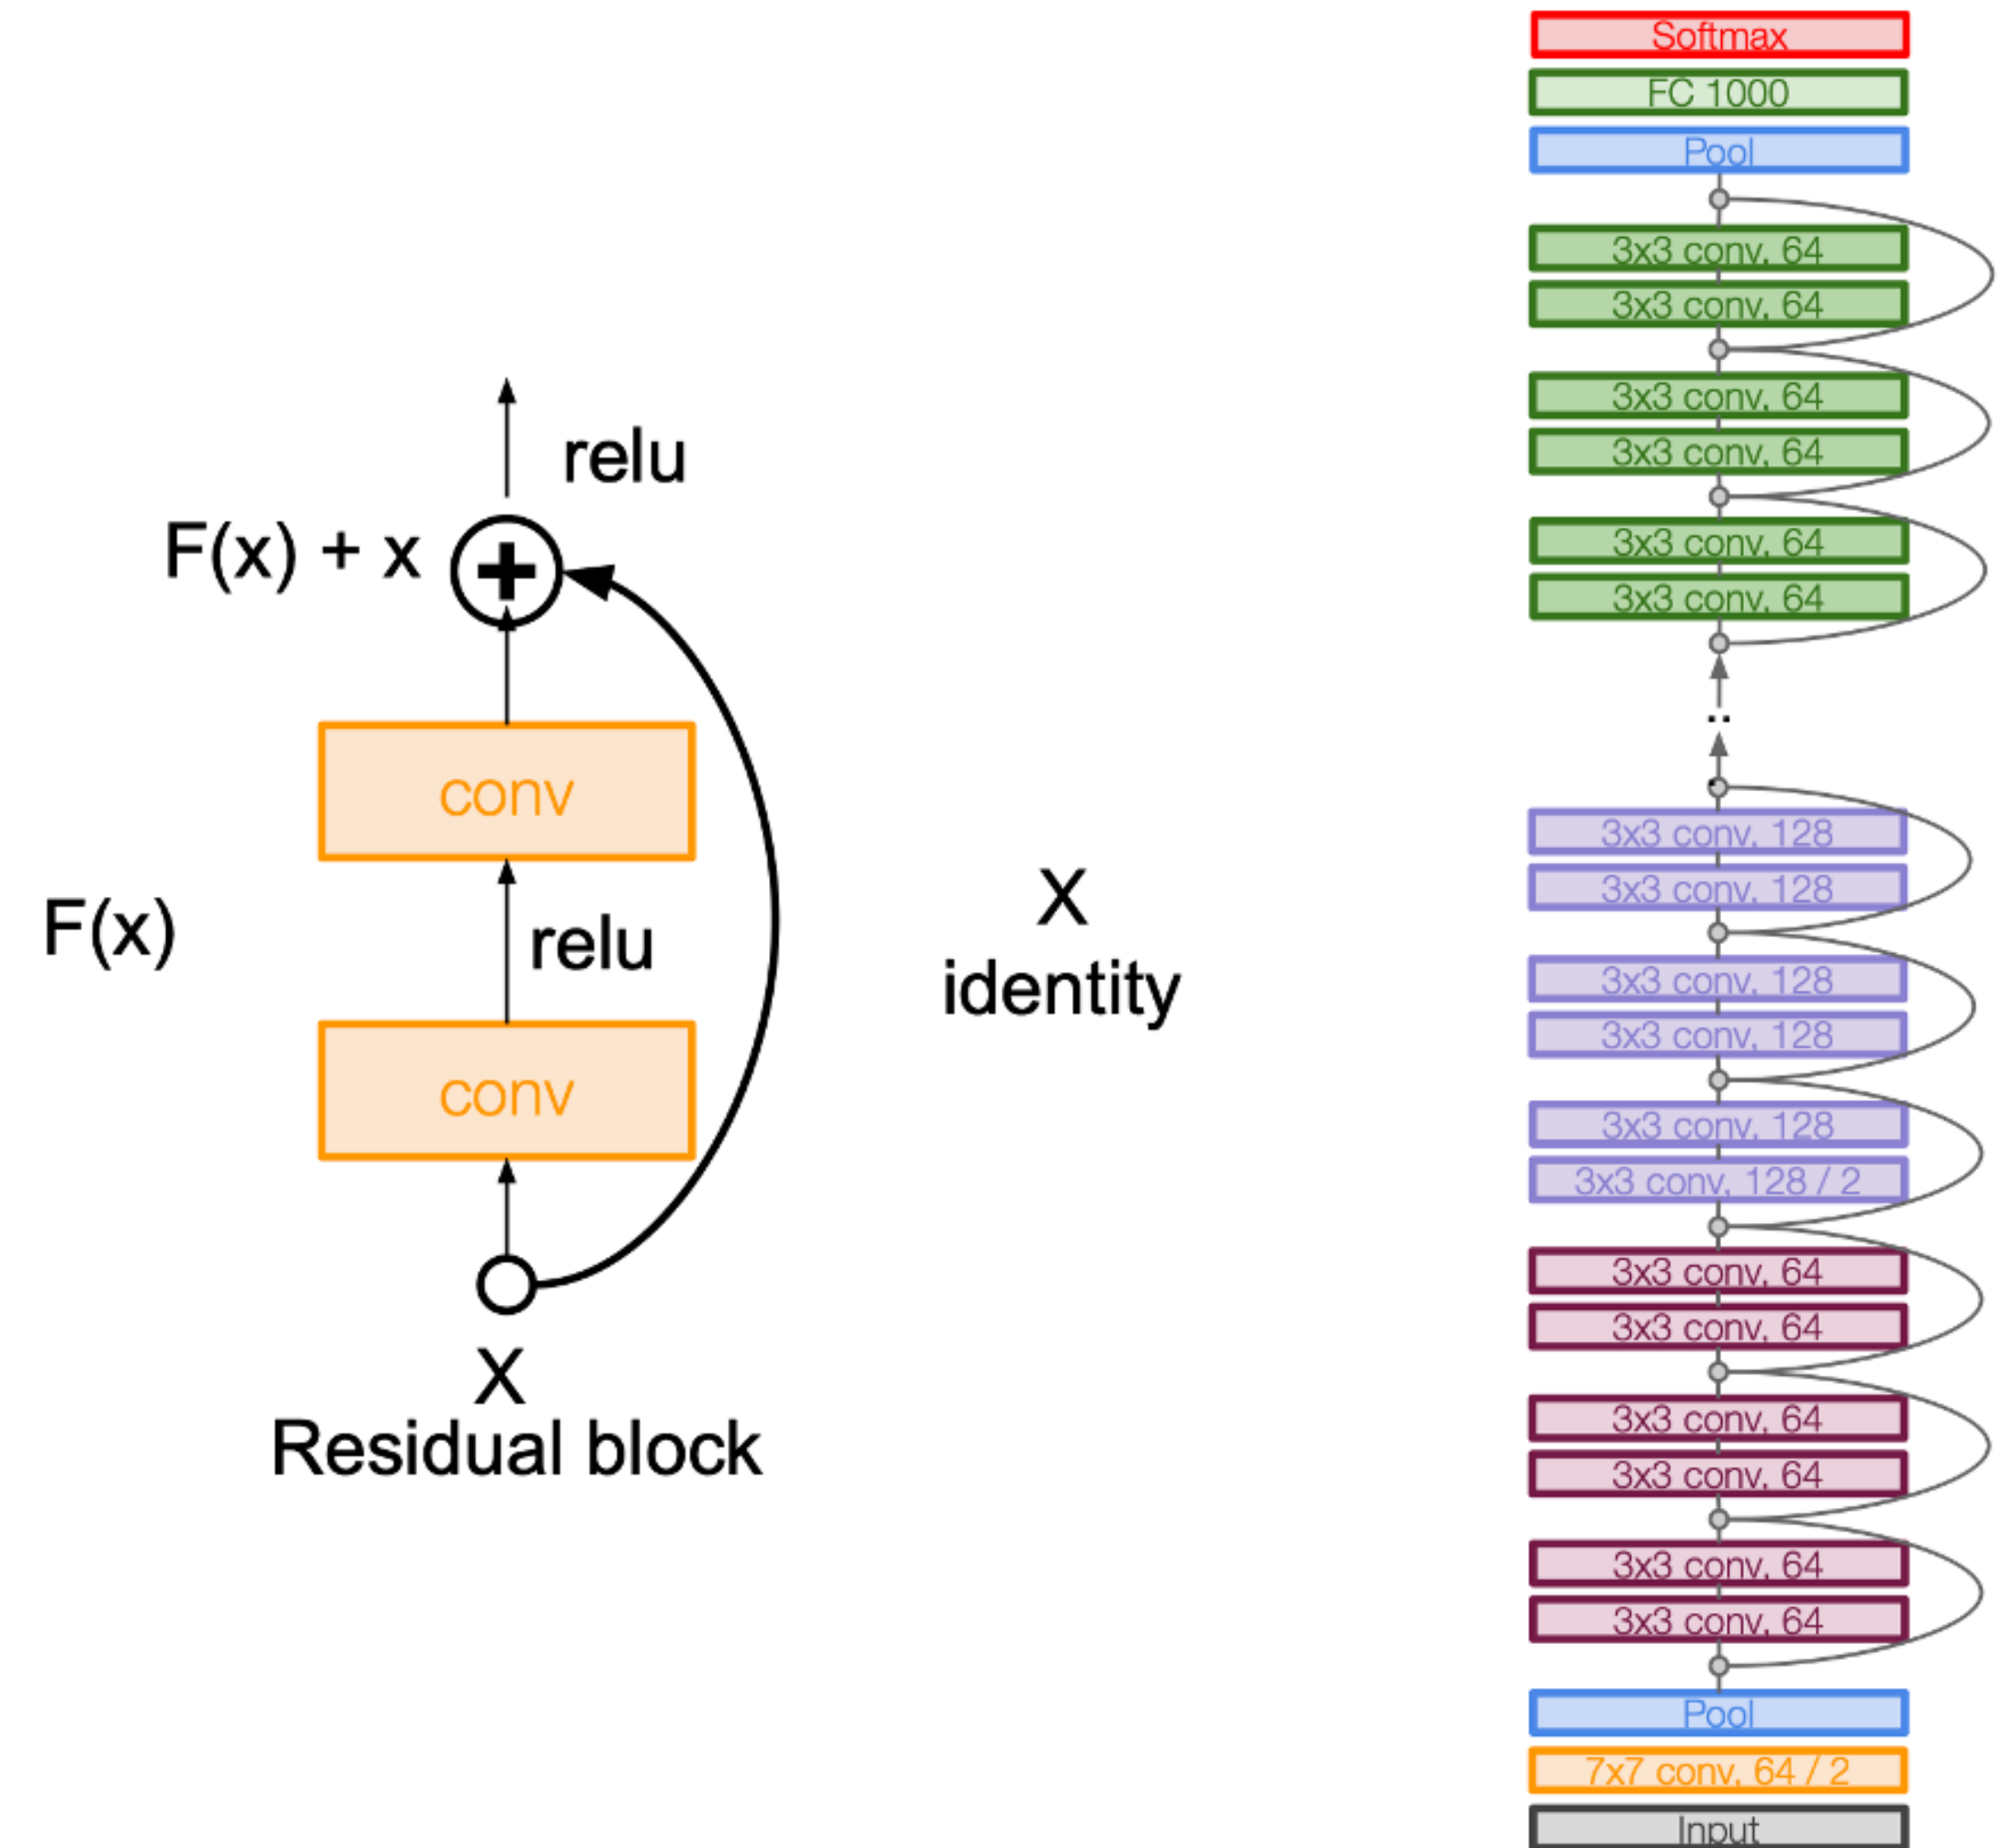 relu
F(x) + x
conv
F(x)
relu
X
identity
conv
X
Residual block
Softmax
FC 1000
Pool
3x3 conv, 64
3x3 conv, 64
3x3 conv, 64
3x3 conv, 64
3x3 conv, 64
3x3 conv, 64
..
3x3 conv, 128
3x3 conv, 128
3x3 conv, 128
3x3 conv, 128
3x3 conv, 128
3x3 conv, 128 / 2
3x3 conv, 64
3x3 conv, 64
3x3 conv, 64
3x3 conv, 64
3x3 conv, 64
3x3 conv, 64
Pool
7x7 conv, 64 / 2
Input